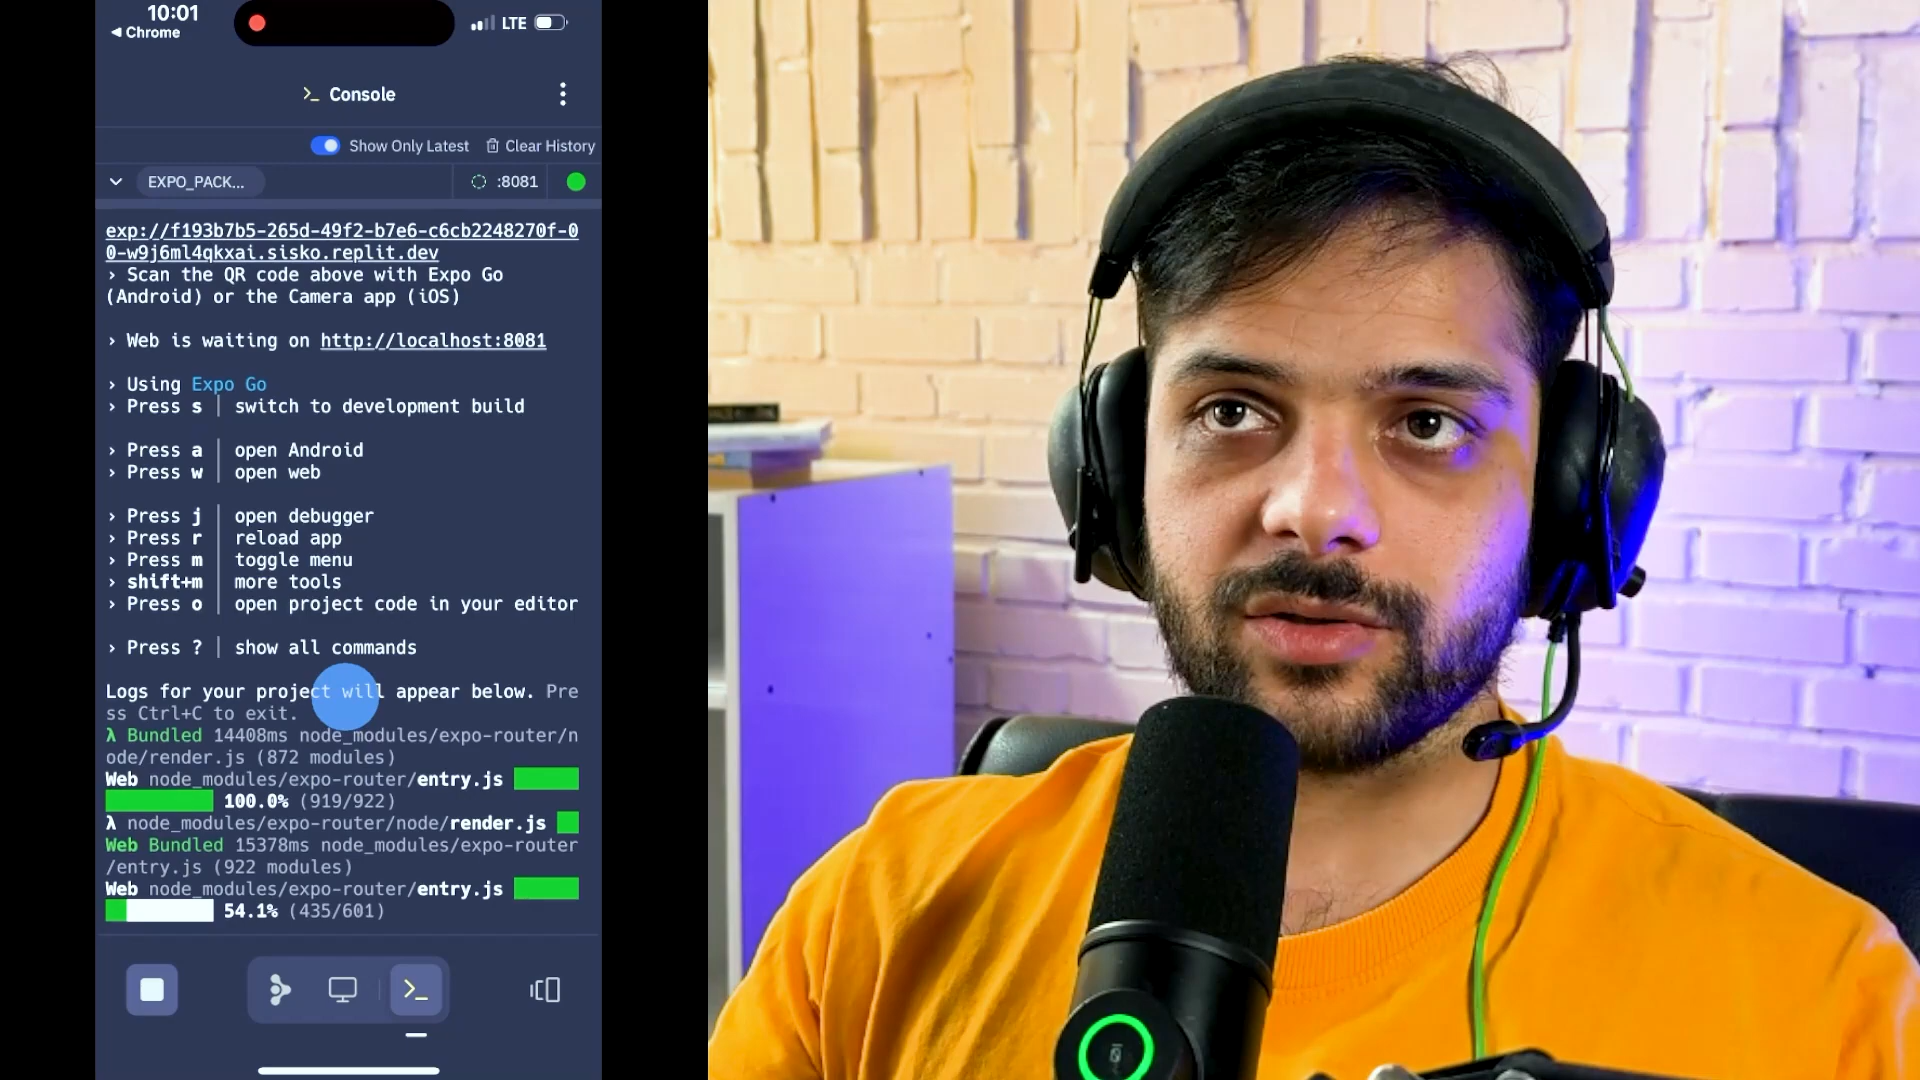 10:01
LTE
◀ Chrome
>_ Console
Show Only Latest
Clear History
EXPO_PACK...
:8081
exp://f193b7b5-265d-49f2-b7e6-c6cb2248270f-0
0-w9j6ml4qkxai.sisko.replit.dev
› Scan the QR code above with Expo Go
(Android) or the Camera app (iOS)
› Web is waiting on http://localhost:8081
› Using Expo Go
› Press s │ switch to development build
› Press a │ open Android
› Press w │ open web
› Press j │ open debugger
› Press r │ reload app
› Press m │ toggle menu
› shift+m │ more tools
› Press o │ open project code in your editor
› Press ? │ show all commands
Logs for your project will appear below. Pre
ss Ctrl+C to exit.
λ Bundled 14408ms node_modules/expo-router/n
ode/render.js (872 modules)
Web node_modules/expo-router/entry.js
100.0% (919/922)
λ node_modules/expo-router/node/render.js
Web Bundled 15378ms node_modules/expo-router
/entry.js (922 modules)
Web node_modules/expo-router/entry.js
54.1% (435/601)